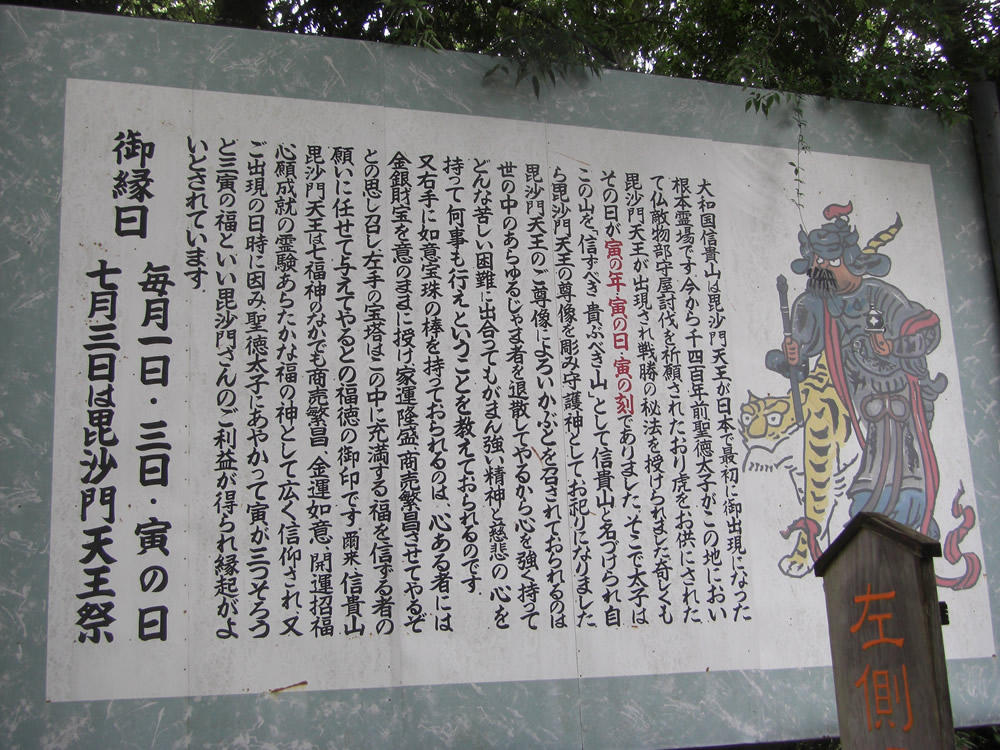 大和国信貴山は毘沙門天王が日本で最初に御出現になった
根本霊場です今から千四百年前聖徳太子がこの地におい
て仏敵物部守屋討伐を祈願されたおり虎をお供にされた
毘沙門天王が出現され戦勝の秘法を授けられました奇しくも
その日が寅の年・寅の日・寅の刻でありました。そこで太子は
この山を、「信ずべき貴ぶべき山」として信貴山と名づけられ自
ら毘沙門天王の尊像を彫み守護神としてお祀りになりました
毘沙門天王のご尊像によろいかぶとを召されておられるのは
世の中のあらゆるじゃま者を退散してやるから心を強く持って
どんな苦しい困難に出合ってもがまん強い精神と慈悲の心を
持って何事も行えということを教えておられるのです
又右手に如意宝珠の棒を持っておられるのは、心ある者には
金銀財宝を意のままに授け家運隆盛、商売繁昌させてやるぞ
との思し召し、左手の宝塔はこの中に充満する福を信ずる者の
願いに任せて与えてやるとの福徳の御印です、爾来、信貴山
毘沙門天王は七福神のなかでも商売繁昌、金運如意、開運招福
心願成就の霊験あらたかな福の神として広く信仰され、又
ご出現の日時に因み聖徳太子にあやかって寅が三つそろう
と三寅の福といい毘沙門さんのご利益が得られ縁起がよ
いとされています
御縁日 毎月一日・三日・寅の日
七月三日は毘沙門天王祭
左側